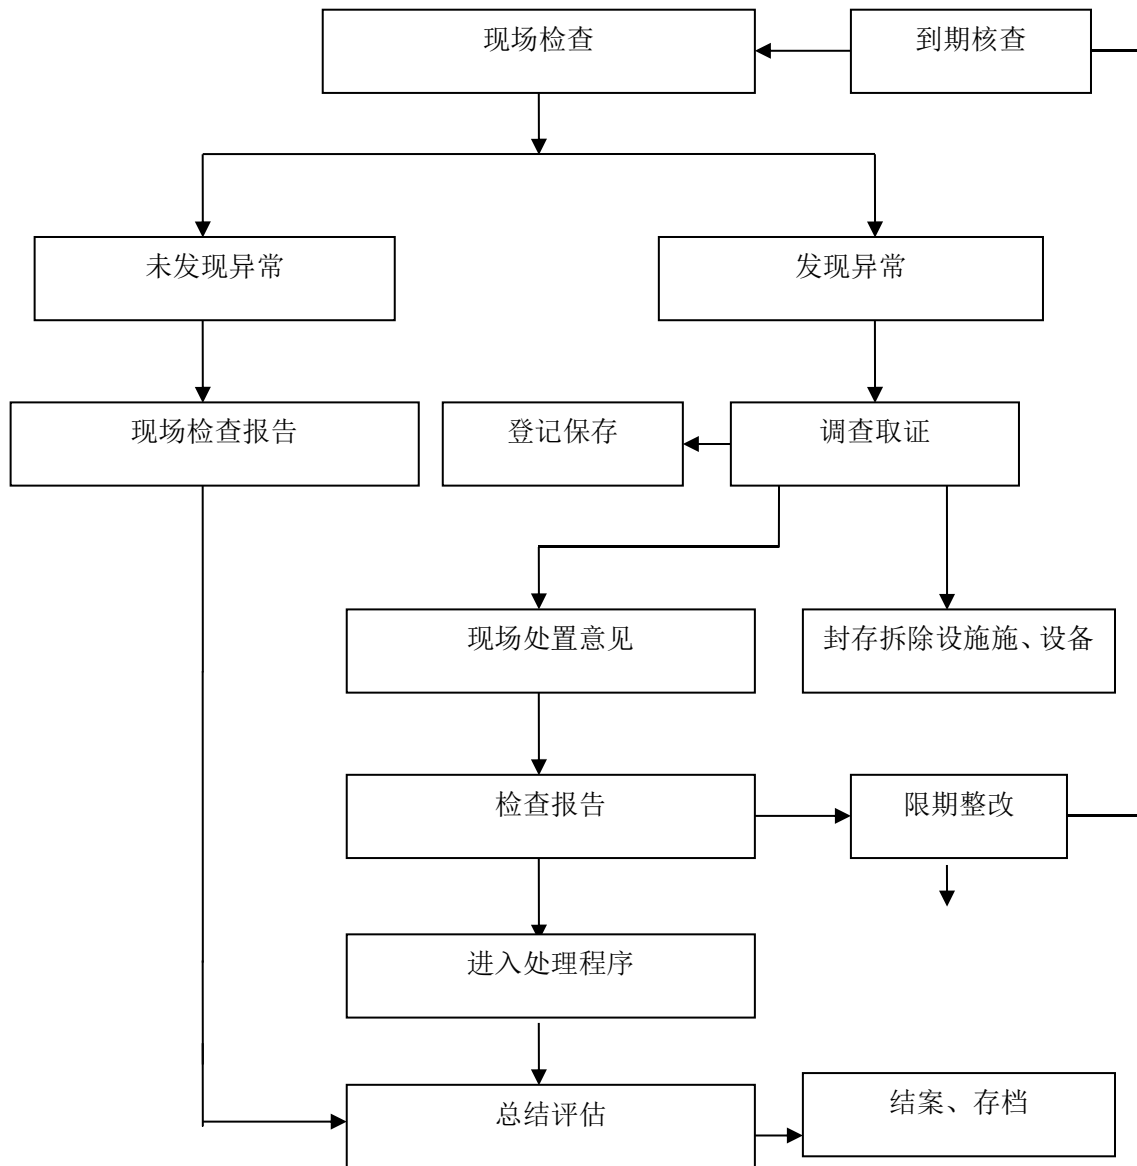 现场检查
到期核查
未发现异常
发现异常
现场检查报告
登记保存
调查取证
现场处置意见
封存拆除设施施、设备
检查报告
限期整改
进入处理程序
总结评估
结案、存档